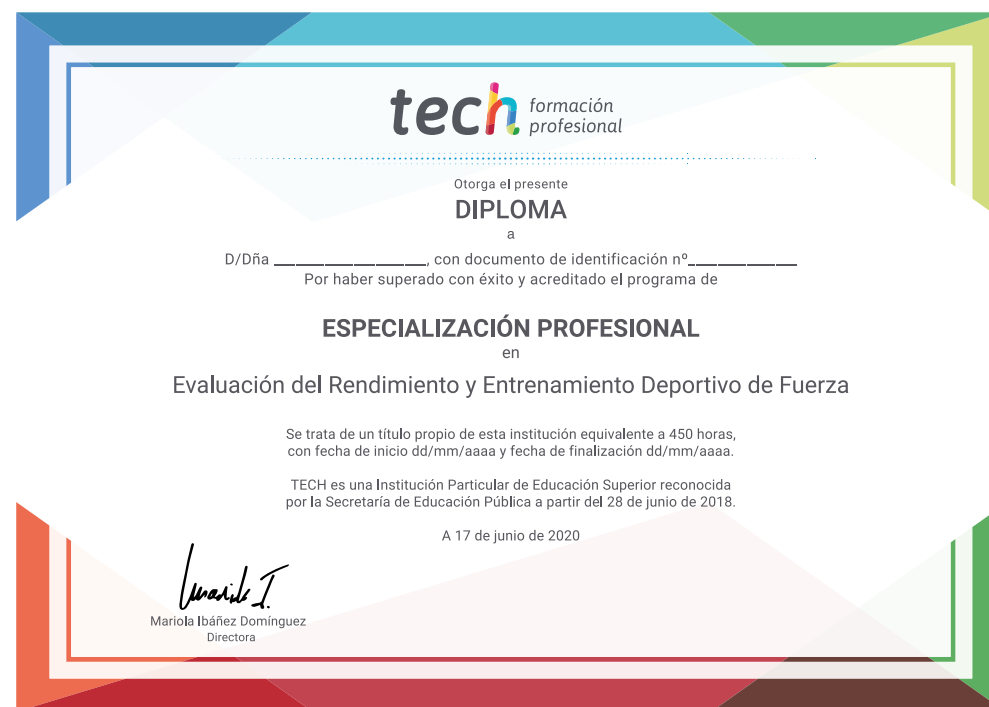 tech formación
profesional
Otorga el presente
DIPLOMA
a
D/Dña ____________________, con documento de identificación nº______________
Por haber superado con éxito y acreditado el programa de
ESPECIALIZACIÓN PROFESIONAL
en
Evaluación del Rendimiento y Entrenamiento Deportivo de Fuerza
Se trata de un título propio de esta institución equivalente a 450 horas,
con fecha de inicio dd/mm/aaaa y fecha de finalización dd/mm/aaaa.
TECH es una Institución Particular de Educación Superior reconocida
por la Secretaría de Educación Pública a partir del 28 de junio de 2018.
A 17 de junio de 2020
Mariola I.
Mariola Ibáñez Domínguez
Directora